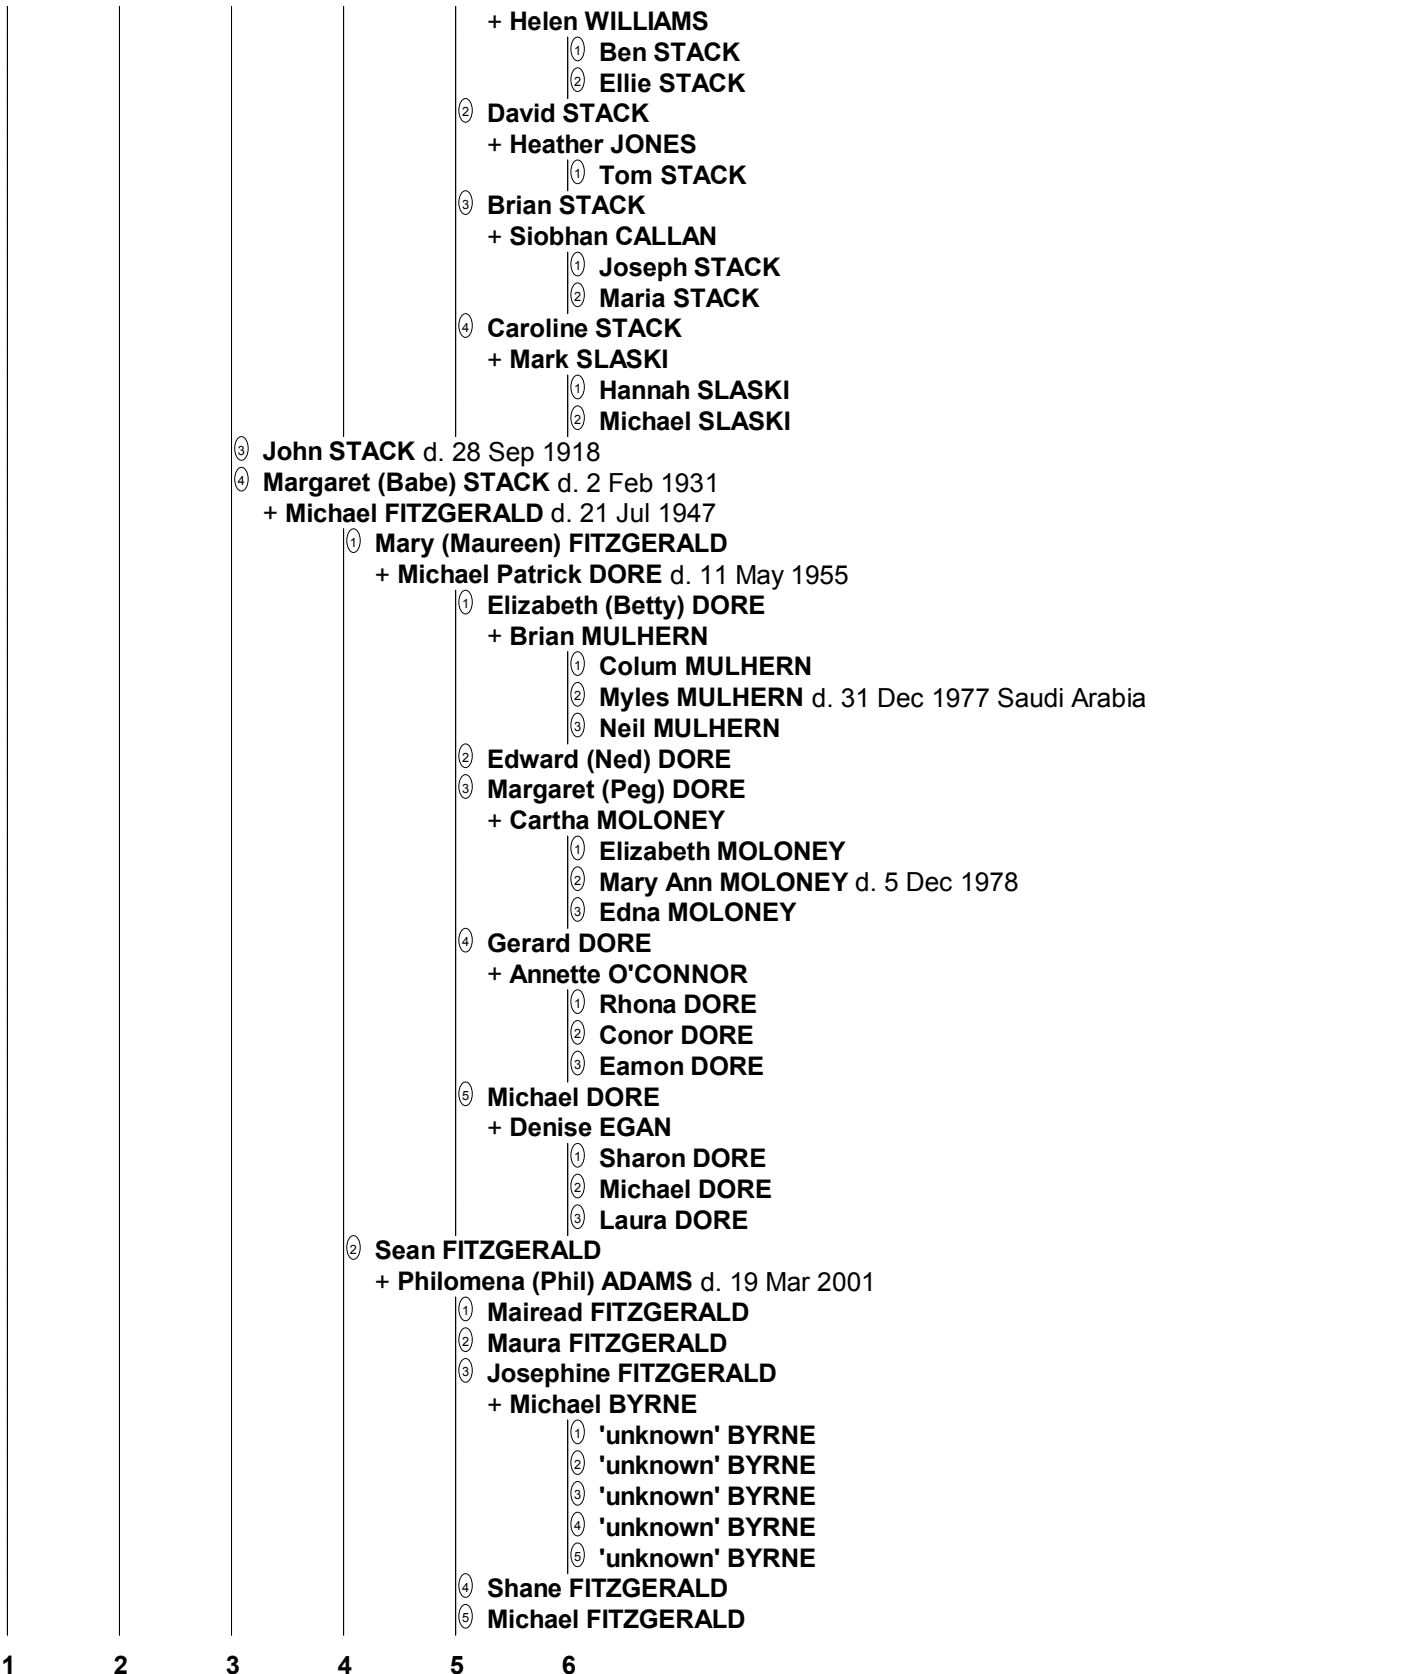 + Helen WILLIAMS
1 Ben STACK
2 Ellie STACK
2 David STACK
+ Heather JONES
1 Tom STACK
3 Brian STACK
+ Siobhan CALLAN
1 Joseph STACK
2 Maria STACK
4 Caroline STACK
+ Mark SLASKI
1 Hannah SLASKI
2 Michael SLASKI
3 John STACK d. 28 Sep 1918
4 Margaret (Babe) STACK d. 2 Feb 1931
+ Michael FITZGERALD d. 21 Jul 1947
1 Mary (Maureen) FITZGERALD
+ Michael Patrick DORE d. 11 May 1955
1 Elizabeth (Betty) DORE
+ Brian MULHERN
1 Colum MULHERN
2 Myles MULHERN d. 31 Dec 1977 Saudi Arabia
3 Neil MULHERN
2 Edward (Ned) DORE
3 Margaret (Peg) DORE
+ Cartha MOLONEY
1 Elizabeth MOLONEY
2 Mary Ann MOLONEY d. 5 Dec 1978
3 Edna MOLONEY
4 Gerard DORE
+ Annette O'CONNOR
1 Rhona DORE
2 Conor DORE
3 Eamon DORE
5 Michael DORE
+ Denise EGAN
1 Sharon DORE
2 Michael DORE
3 Laura DORE
2 Sean FITZGERALD
+ Philomena (Phil) ADAMS d. 19 Mar 2001
1 Mairead FITZGERALD
2 Maura FITZGERALD
3 Josephine FITZGERALD
+ Michael BYRNE
1 'unknown' BYRNE
2 'unknown' BYRNE
3 'unknown' BYRNE
4 'unknown' BYRNE
5 'unknown' BYRNE
4 Shane FITZGERALD
5 Michael FITZGERALD
1 2 3 4 5 6